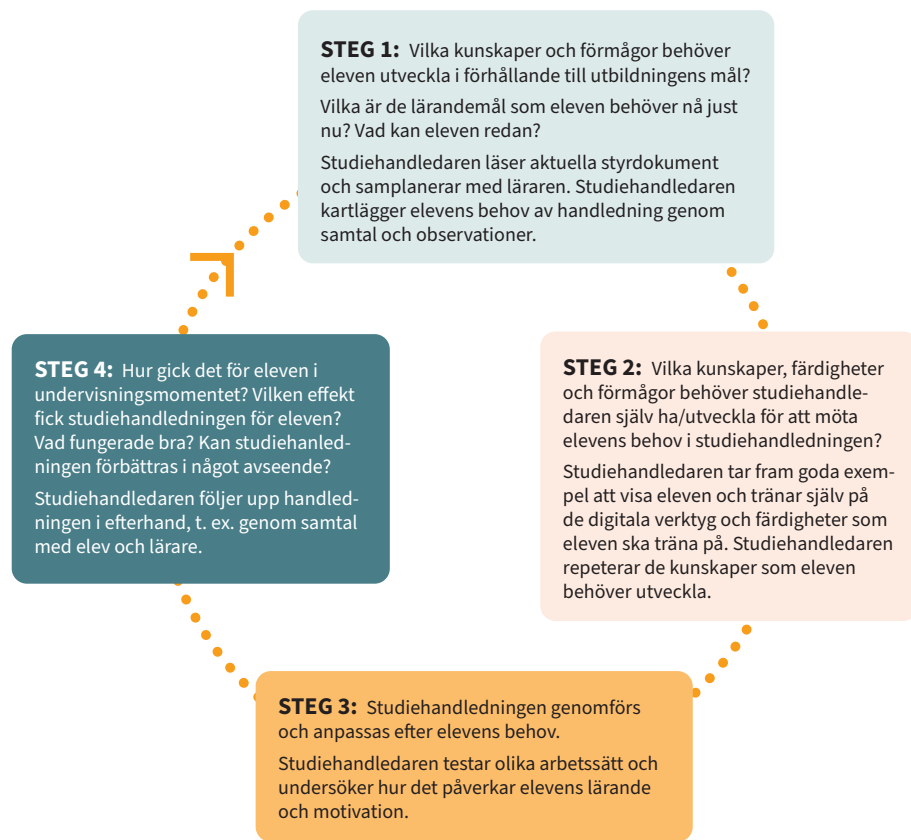 STEG 1: Vilka kunskaper och förmågor behöver
eleven utveckla i förhållande till utbildningens mål?
Vilka är de lärandemål som eleven behöver nå just
nu? Vad kan eleven redan?
Studiehandledaren läser aktuella styrdokument
och samplanerar med läraren. Studiehandledaren
kartlägger elevens behov av handledning genom
samtal och observationer.
STEG 2: Vilka kunskaper, färdigheter
och förmågor behöver studiehandle-
daren själv ha/utveckla för att möta
elevens behov i studiehandledningen?
Studiehandledaren tar fram goda exem-
pel att visa eleven och tränar själv på
de digitala verktyg och färdigheter som
eleven ska träna på. Studiehandledaren
repeterar de kunskaper som eleven
behöver utveckla.
STEG 3: Studiehandledningen genomförs
och anpassas efter elevens behov.
Studiehandledaren testar olika arbetssätt och
undersöker hur det påverkar elevens lärande
och motivation.
STEG 4: Hur gick det för eleven i
undervisningsmomentet? Vilken effekt
fick studiehandledningen för eleven?
Vad fungerade bra? Kan studiehanled-
ningen förbättras i något avseende?
Studiehandledaren följer upp handled-
ningen i efterhand, t. ex. genom samtal
med elev och lärare.